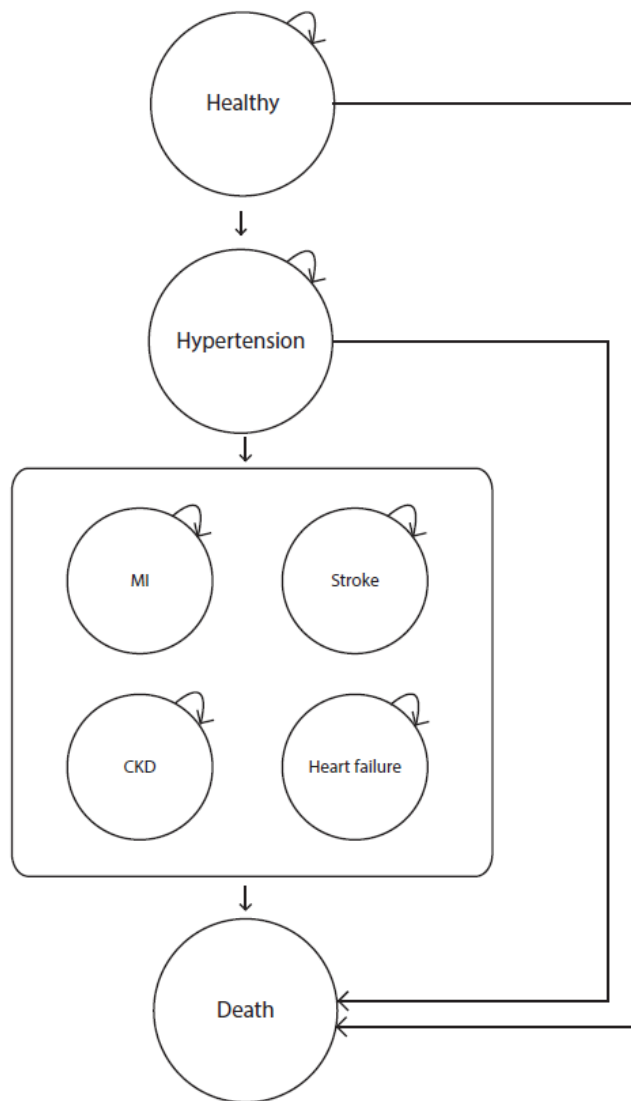 Healthy
Hypertension
MI
Stroke
CKD
Heart failure
Death